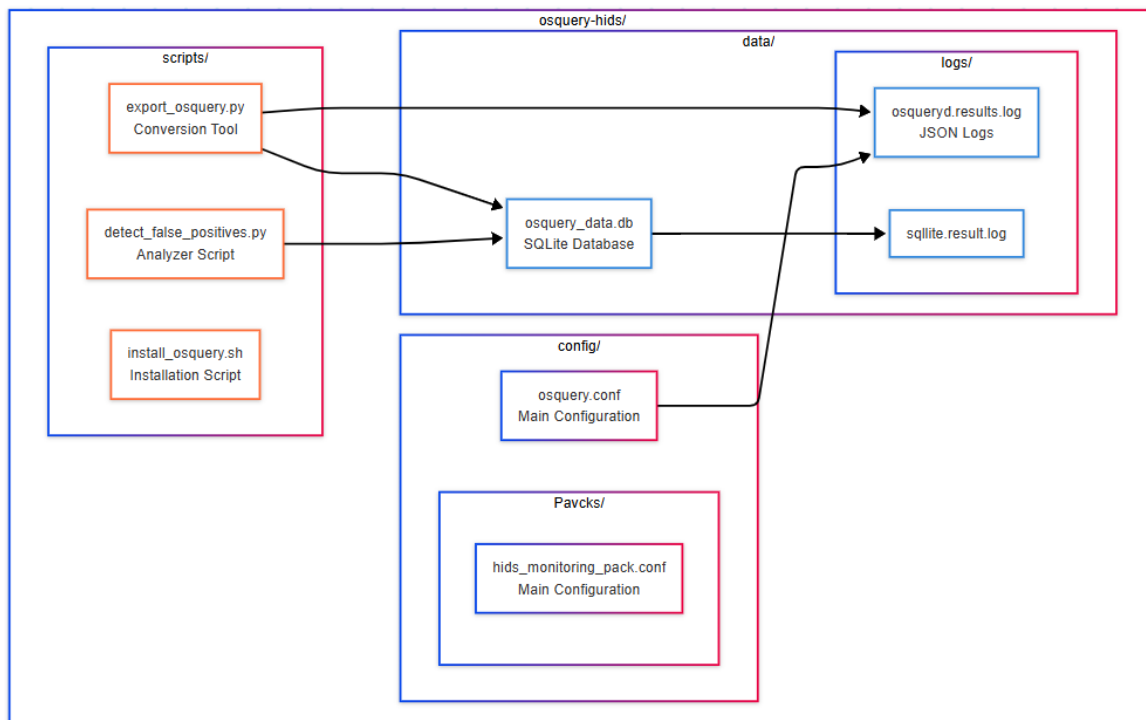 osquery-hids/
scripts/
export_osquery.py
Conversion Tool
detect_false_positives.py
Analyzer Script
install_osquery.sh
Installation Script
data/
osquery_data.db
SQLite Database
logs/
osqueryd.results.log
JSON Logs
sqllite.result.log
config/
osquery.conf
Main Configuration
Pavcks/
hids_monitoring_pack.conf
Main Configuration